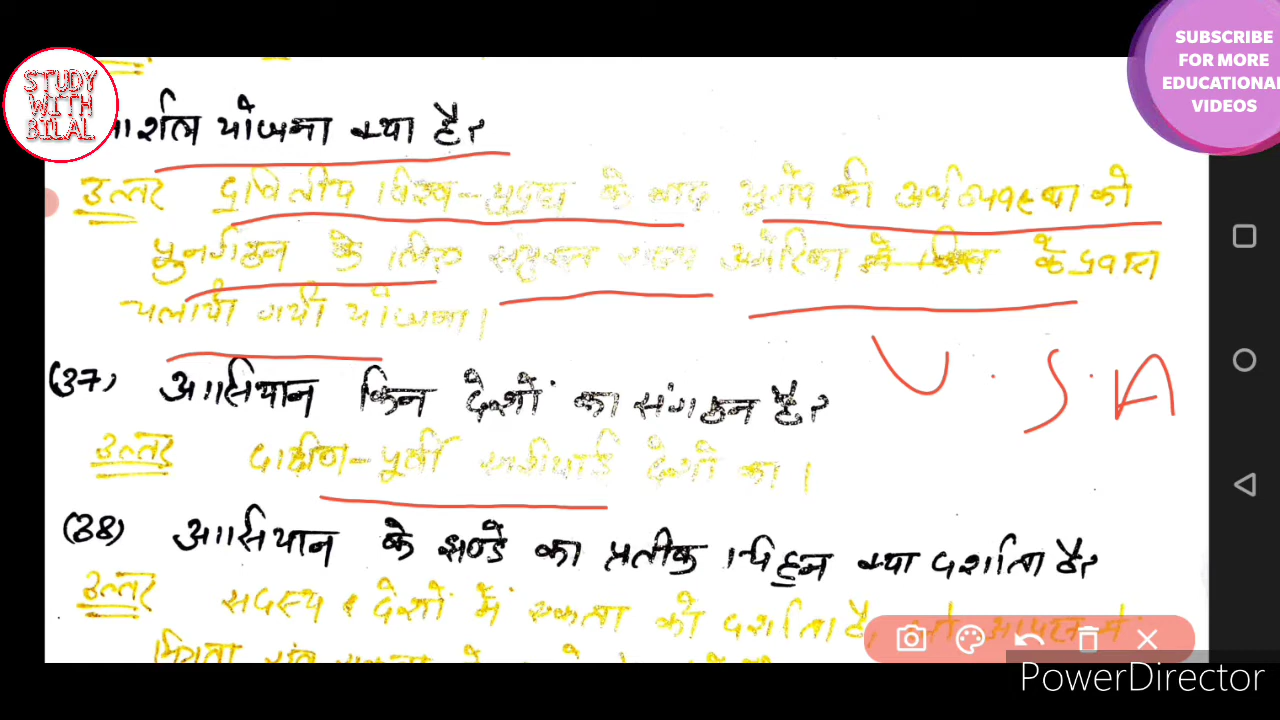 STUDY
WITH
BILAL
SUBSCRIBE
FOR MORE
EDUCATIONAL
VIDEOS
मार्शल योजना क्या है?
उत्तर द्वितीय विश्व-युद्ध के बाद यूरोप की अर्थव्यवस्था को
पुनर्गठन के लिए संयुक्त राज्य अमेरिका के
चलायी गयी योजना।
U.S.A
(37) आसियान किन देशों का संगठन है?
उत्तर दक्षिण-पूर्वी एशियाई देशों का।
(38) आसियान के झण्डे का प्रतीक चिह्न क्या दर्शाता है?
उत्तर सदस्य देशों में एकता को दर्शाता है,
मित्रता
PowerDirector